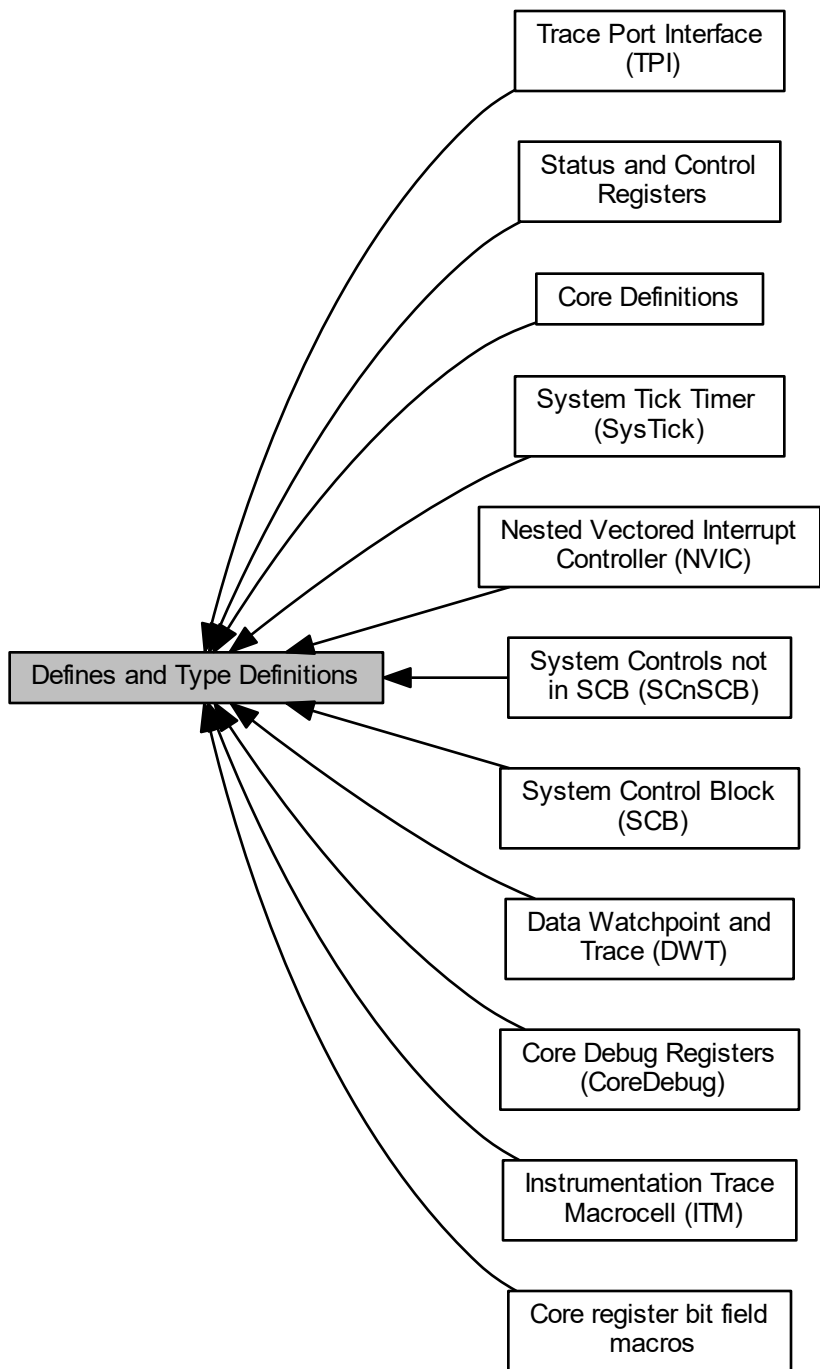 Trace Port Interface
(TPI)
Status and Control
Registers
Core Definitions
System Tick Timer
(SysTick)
Nested Vectored Interrupt
Controller (NVIC)
Defines and Type Definitions
System Controls not
in SCB (SCnSCB)
System Control Block
(SCB)
Data Watchpoint and
Trace (DWT)
Core Debug Registers
(CoreDebug)
Instrumentation Trace
Macrocell (ITM)
Core register bit field
macros